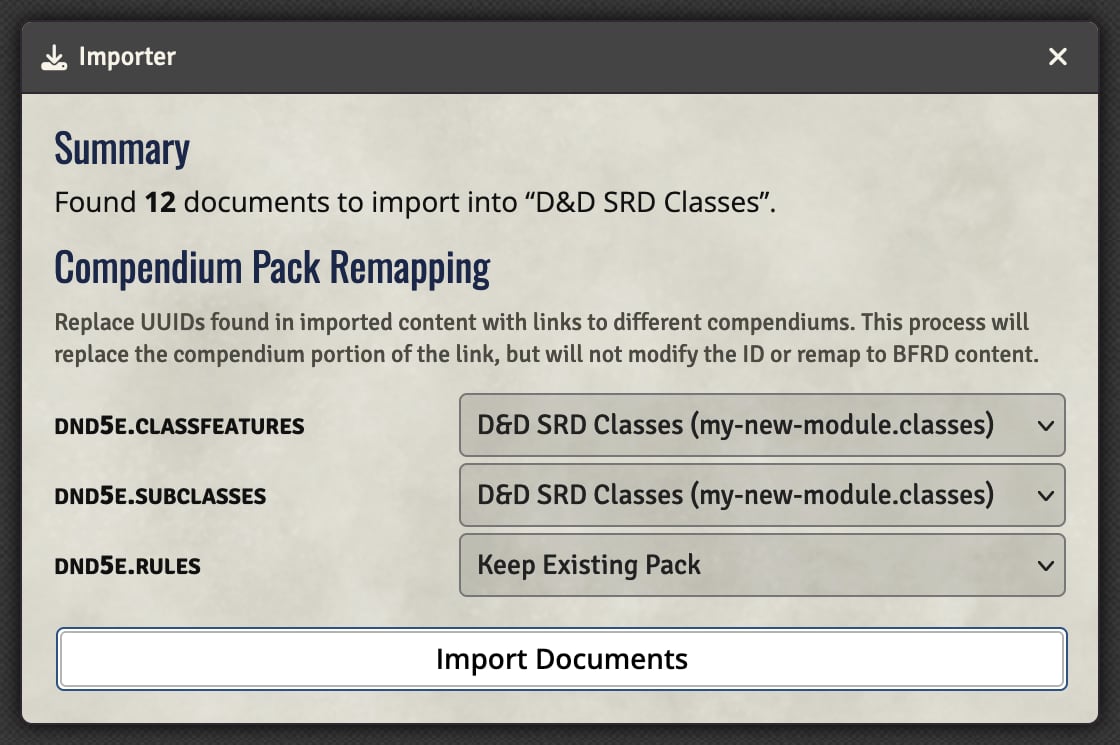 Importer
Summary
Found 12 documents to import into “D&D SRD Classes”.
Compendium Pack Remapping
Replace UUIDs found in imported content with links to different compendiums. This process will
replace the compendium portion of the link, but will not modify the ID or remap to BFRD content.
DND5E.CLASSFEATURES D&D SRD Classes (my-new-module.classes)
DND5E.SUBCLASSES D&D SRD Classes (my-new-module.classes)
DND5E.RULES Keep Existing Pack
Import Documents